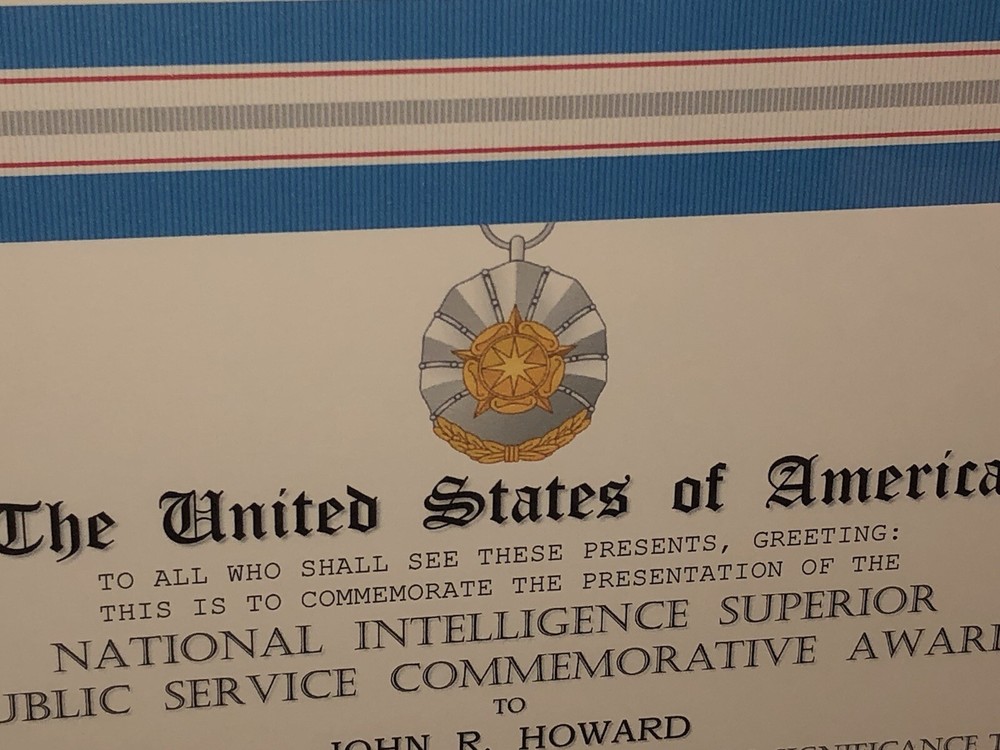 The United States of America
TO ALL WHO SHALL SEE THESE PRESENTS, GREETING:
THIS IS TO COMMEMORATE THE PRESENTATION OF THE
NATIONAL INTELLIGENCE SUPERIOR
UBLIC SERVICE COMMEMORATIVE AWARD
TO
JOHN R. HOWARD